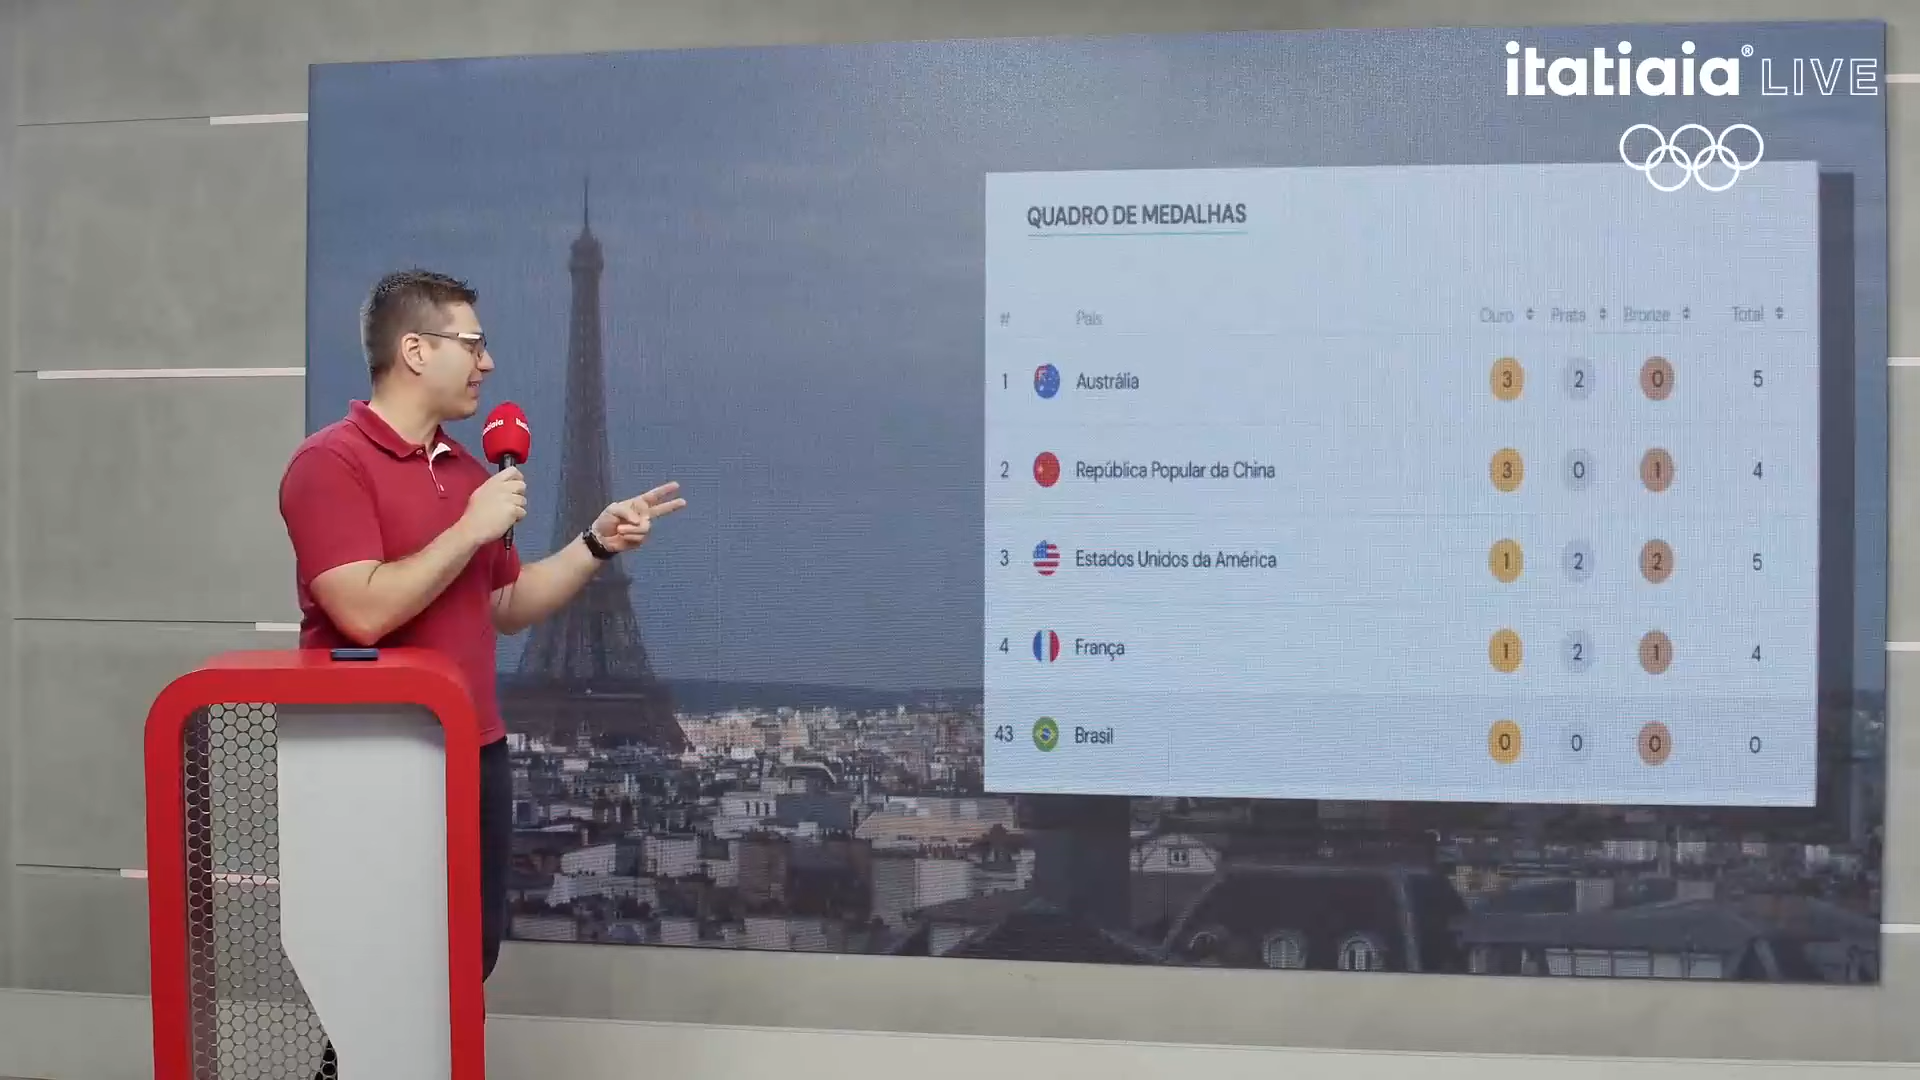 itatiaia® LIVE
QUADRO DE MEDALHAS
# País Ouro Prata Bronze Total
1 Austrália 3 2 0 5
2 República Popular da China 3 0 1 4
3 Estados Unidos da América 1 2 2 5
4 França 1 2 1 4
43 Brasil 0 0 0 0
itatiaia